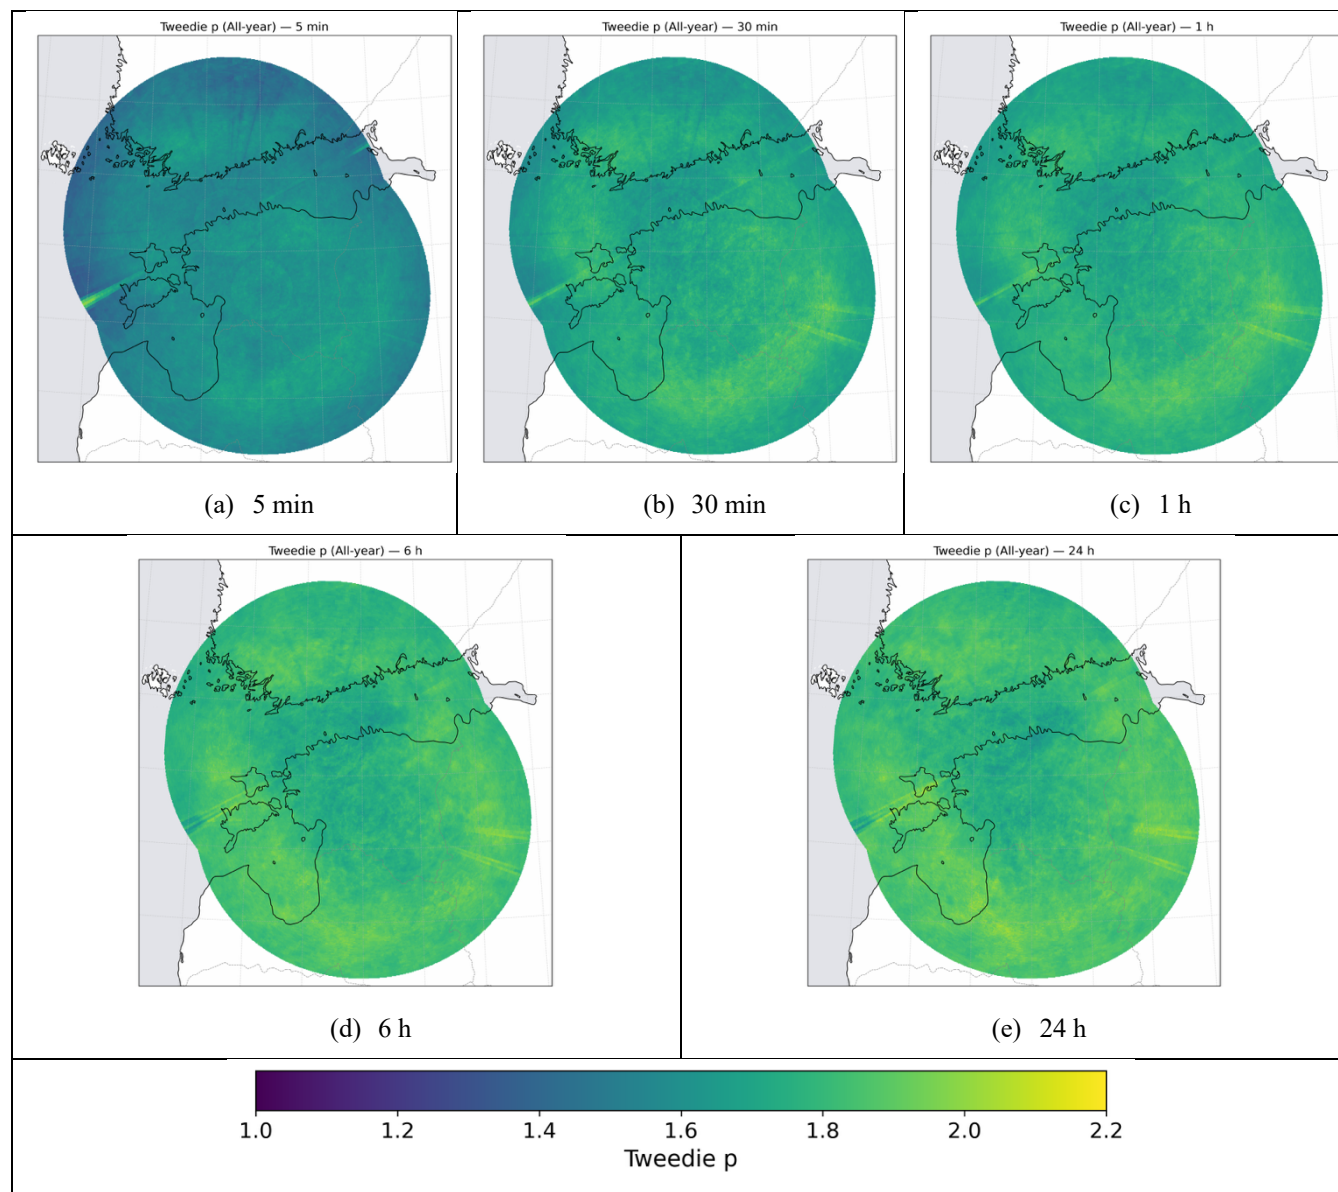 Tweedie p (All-year) — 5 min
Tweedie p (All-year) — 30 min
Tweedie p (All-year) — 1 h
(a) 5 min
(b) 30 min
(c) 1 h
Tweedie p (All-year) — 6 h
Tweedie p (All-year) — 24 h
(d) 6 h
(e) 24 h
1.0 1.2 1.4 1.6 1.8 2.0 2.2
Tweedie p